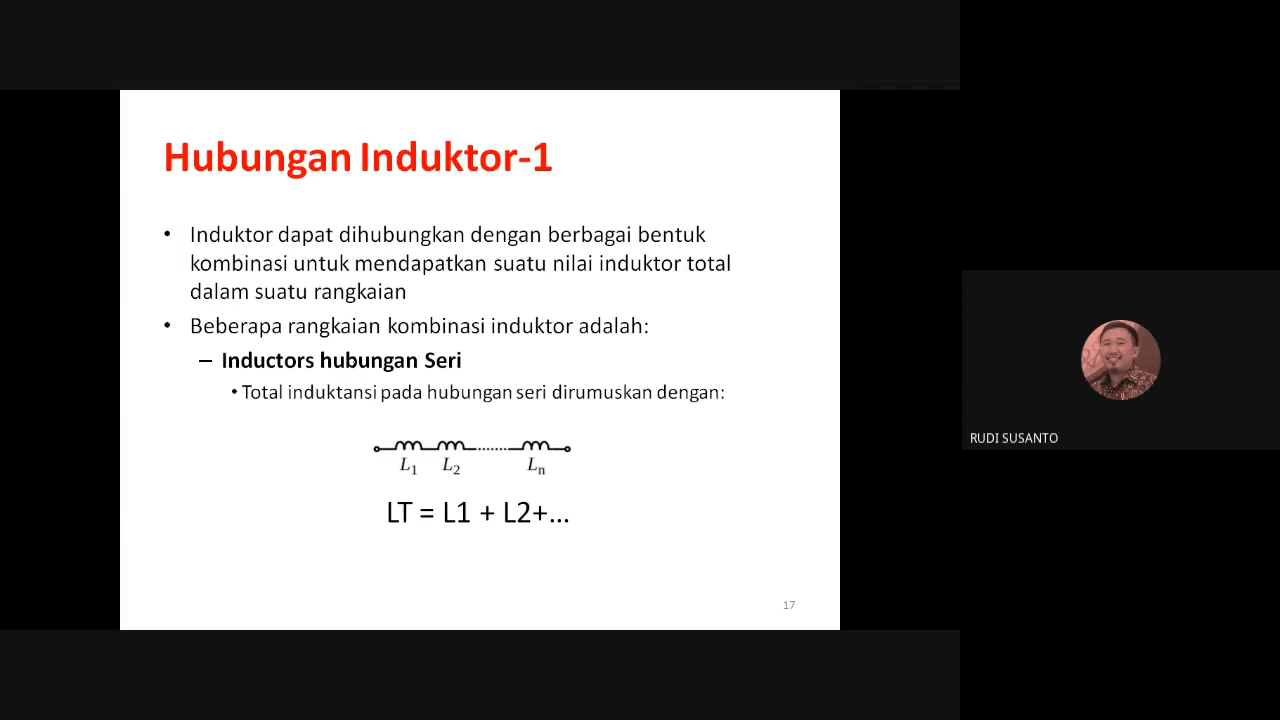 Hubungan Induktor-1
• Induktor dapat dihubungkan dengan berbagai bentuk
kombinasi untuk mendapatkan suatu nilai induktor total
dalam suatu rangkaian
• Beberapa rangkaian kombinasi induktor adalah:
– Inductors hubungan Seri
• Total induktansi pada hubungan seri dirumuskan dengan:
L1 L2 Ln
LT = L1 + L2+...
17
RUDI SUSANTO